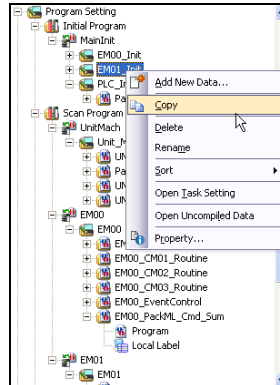 Program Setting
Initial Program
MainInit
EM00_Init
EM01_Init
PLC_In
Pa
Scan Program
UnitMach
Unit_M
UN
Pa
UN
UN
EM00
EM00
EM
EM00_CM01_Routine
EM00_CM02_Routine
EM00_CM03_Routine
EM00_EventControl
EM00_PackML_Cmd_Sum
Program
Local Label
EM01
EM01
Add New Data...
Copy
Delete
Rename
Sort
Open Task Setting
Open Uncompiled Data
Property...